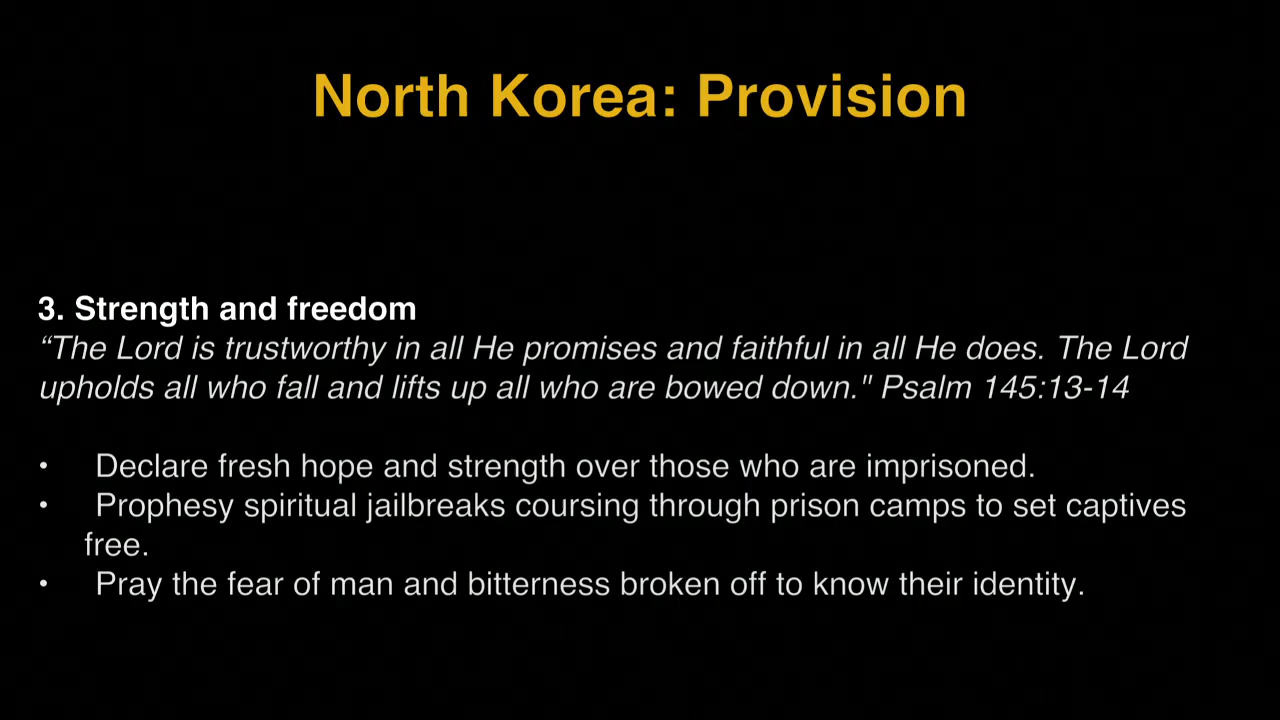 North Korea: Provision
3. Strength and freedom
“The Lord is trustworthy in all He promises and faithful in all He does. The Lord
upholds all who fall and lifts up all who are bowed down." Psalm 145:13-14
• Declare fresh hope and strength over those who are imprisoned.
• Prophesy spiritual jailbreaks coursing through prison camps to set captives
free.
• Pray the fear of man and bitterness broken off to know their identity.